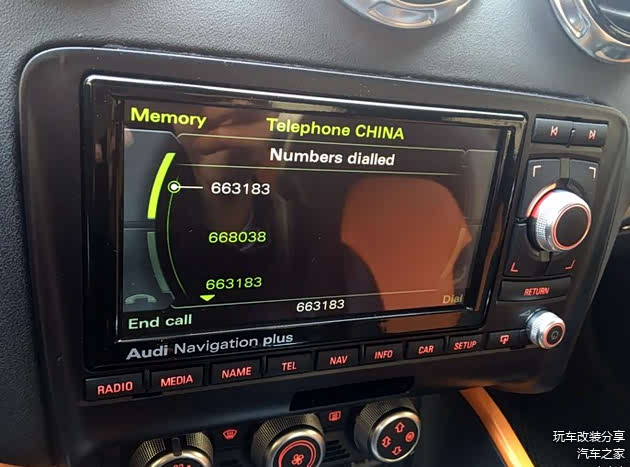 Memory
Telephone CHINA
Numbers dialled
663183
668038
663183
663183
Dial
End call
Audi Navigation plus
RADIO
MEDIA
NAME
TEL
NAV
INFO
CAR
SETUP
RETURN
玩车改装分享
汽车之家